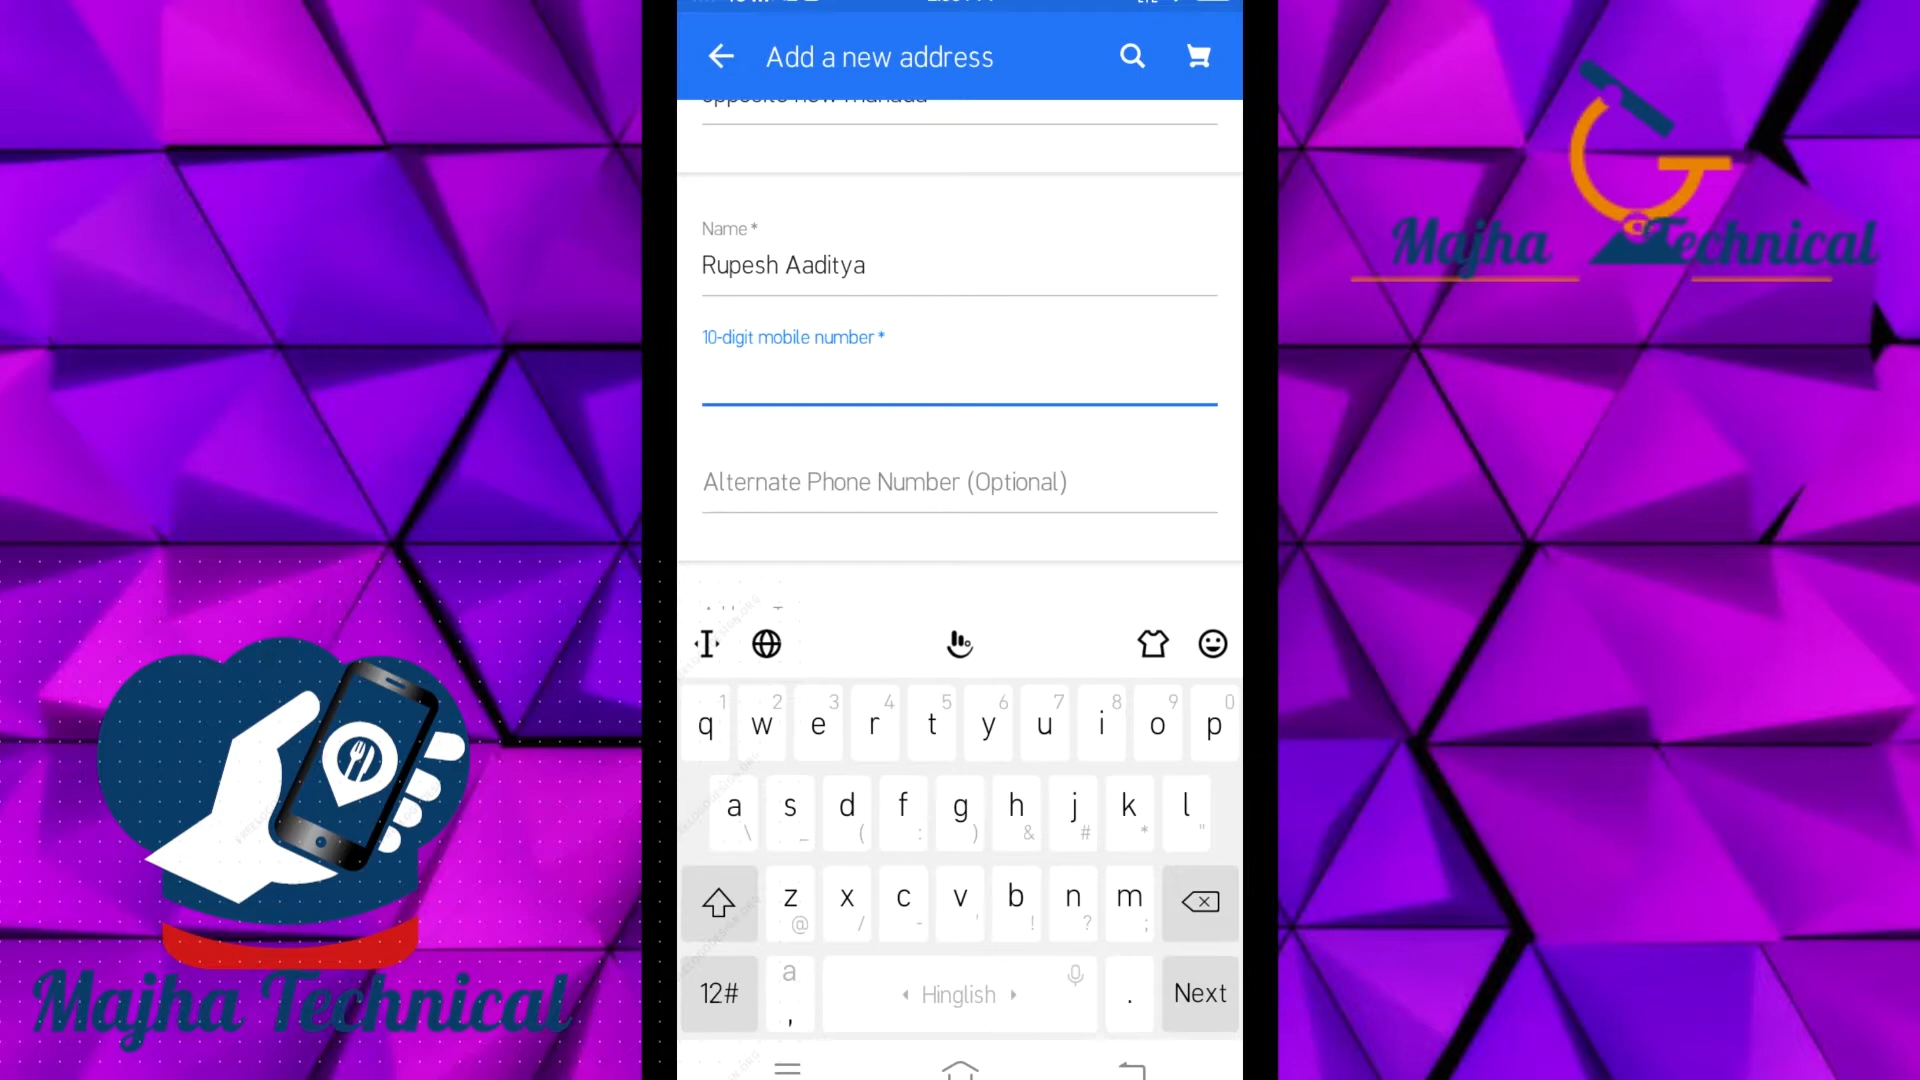 Add a new address
Name *
Rupesh Aaditya
10-digit mobile number *
Alternate Phone Number (Optional)
1 2 3 4 5 6 7 8 9 0
q w e r t y u i o p
a s d f g h j k l
\ _ ( : ) & # * "
z x c v b n m
@ / - ' ! ? ;
12# a , Hinglish . Next
Majha Technical
Majha Technical